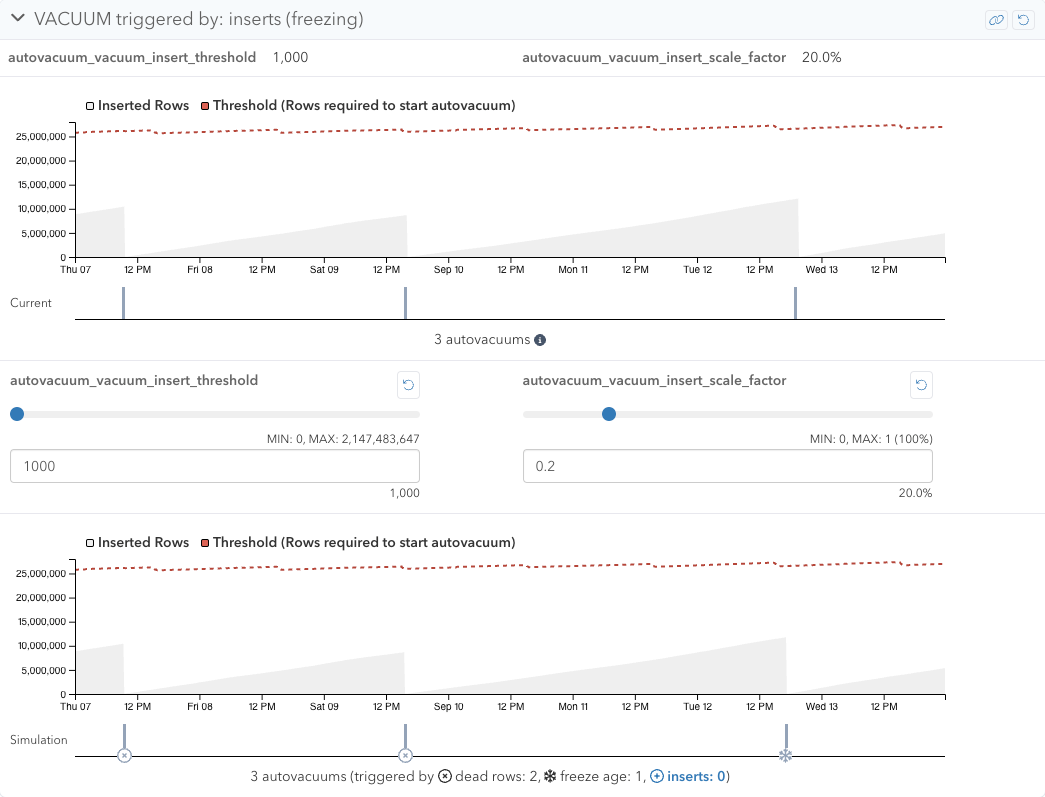 VACUUM triggered by: inserts (freezing)
autovacuum_vacuum_insert_threshold 1,000 autovacuum_vacuum_insert_scale_factor 20.0%
Inserted Rows Threshold (Rows required to start autovacuum)
25,000,000
20,000,000
15,000,000
10,000,000
5,000,000
0
Thu 07 12 PM Fri 08 12 PM Sat 09 12 PM Sep 10 12 PM Mon 11 12 PM Tue 12 12 PM Wed 13 12 PM
Current
3 autovacuums
autovacuum_vacuum_insert_threshold autovacuum_vacuum_insert_scale_factor
MIN: 0, MAX: 2,147,483,647 MIN: 0, MAX: 1 (100%)
1000 0.2
1,000 20.0%
Inserted Rows Threshold (Rows required to start autovacuum)
25,000,000
20,000,000
15,000,000
10,000,000
5,000,000
0
Thu 07 12 PM Fri 08 12 PM Sat 09 12 PM Sep 10 12 PM Mon 11 12 PM Tue 12 12 PM Wed 13 12 PM
Simulation
3 autovacuums (triggered by dead rows: 2, freeze age: 1, inserts: 0)